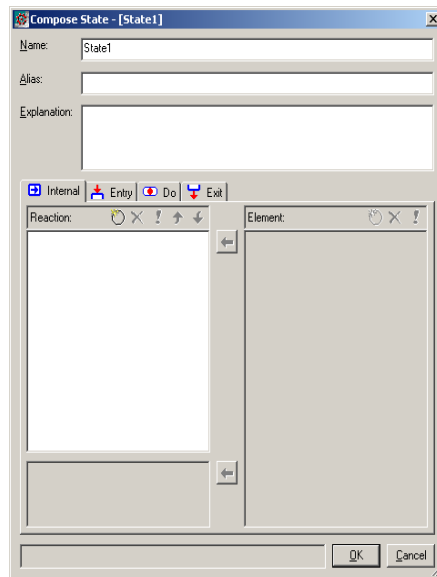 Compose State - [State1]
Name: State1
Alias:
Explanation:
Internal Entry Do Exit
Reaction: Element:
OK Cancel